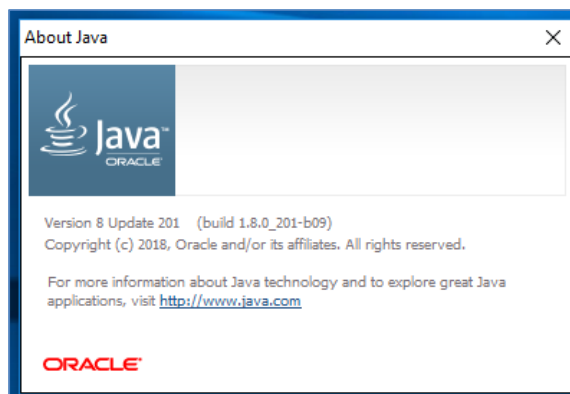 About Java
Java™
ORACLE
Version 8 Update 201 (build 1.8.0_201-b09)
Copyright (c) 2018, Oracle and/or its affiliates. All rights reserved.
For more information about Java technology and to explore great Java
applications, visit http://www.java.com
ORACLE